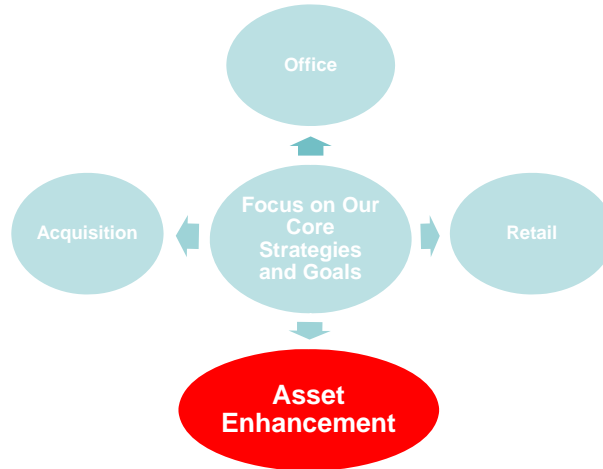 Office
Focus on Our
Core
Strategies
and Goals
Acquisition
Retail
Asset
Enhancement